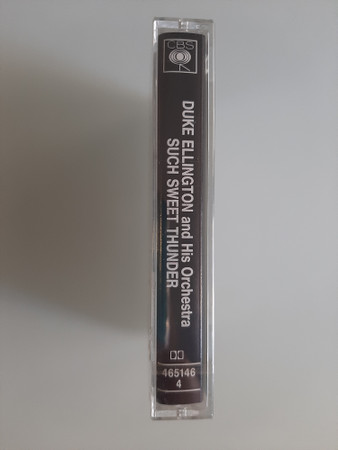 CBS
DUKE ELLINGTON and His Orchestra
SUCH SWEET THUNDER
465146
4